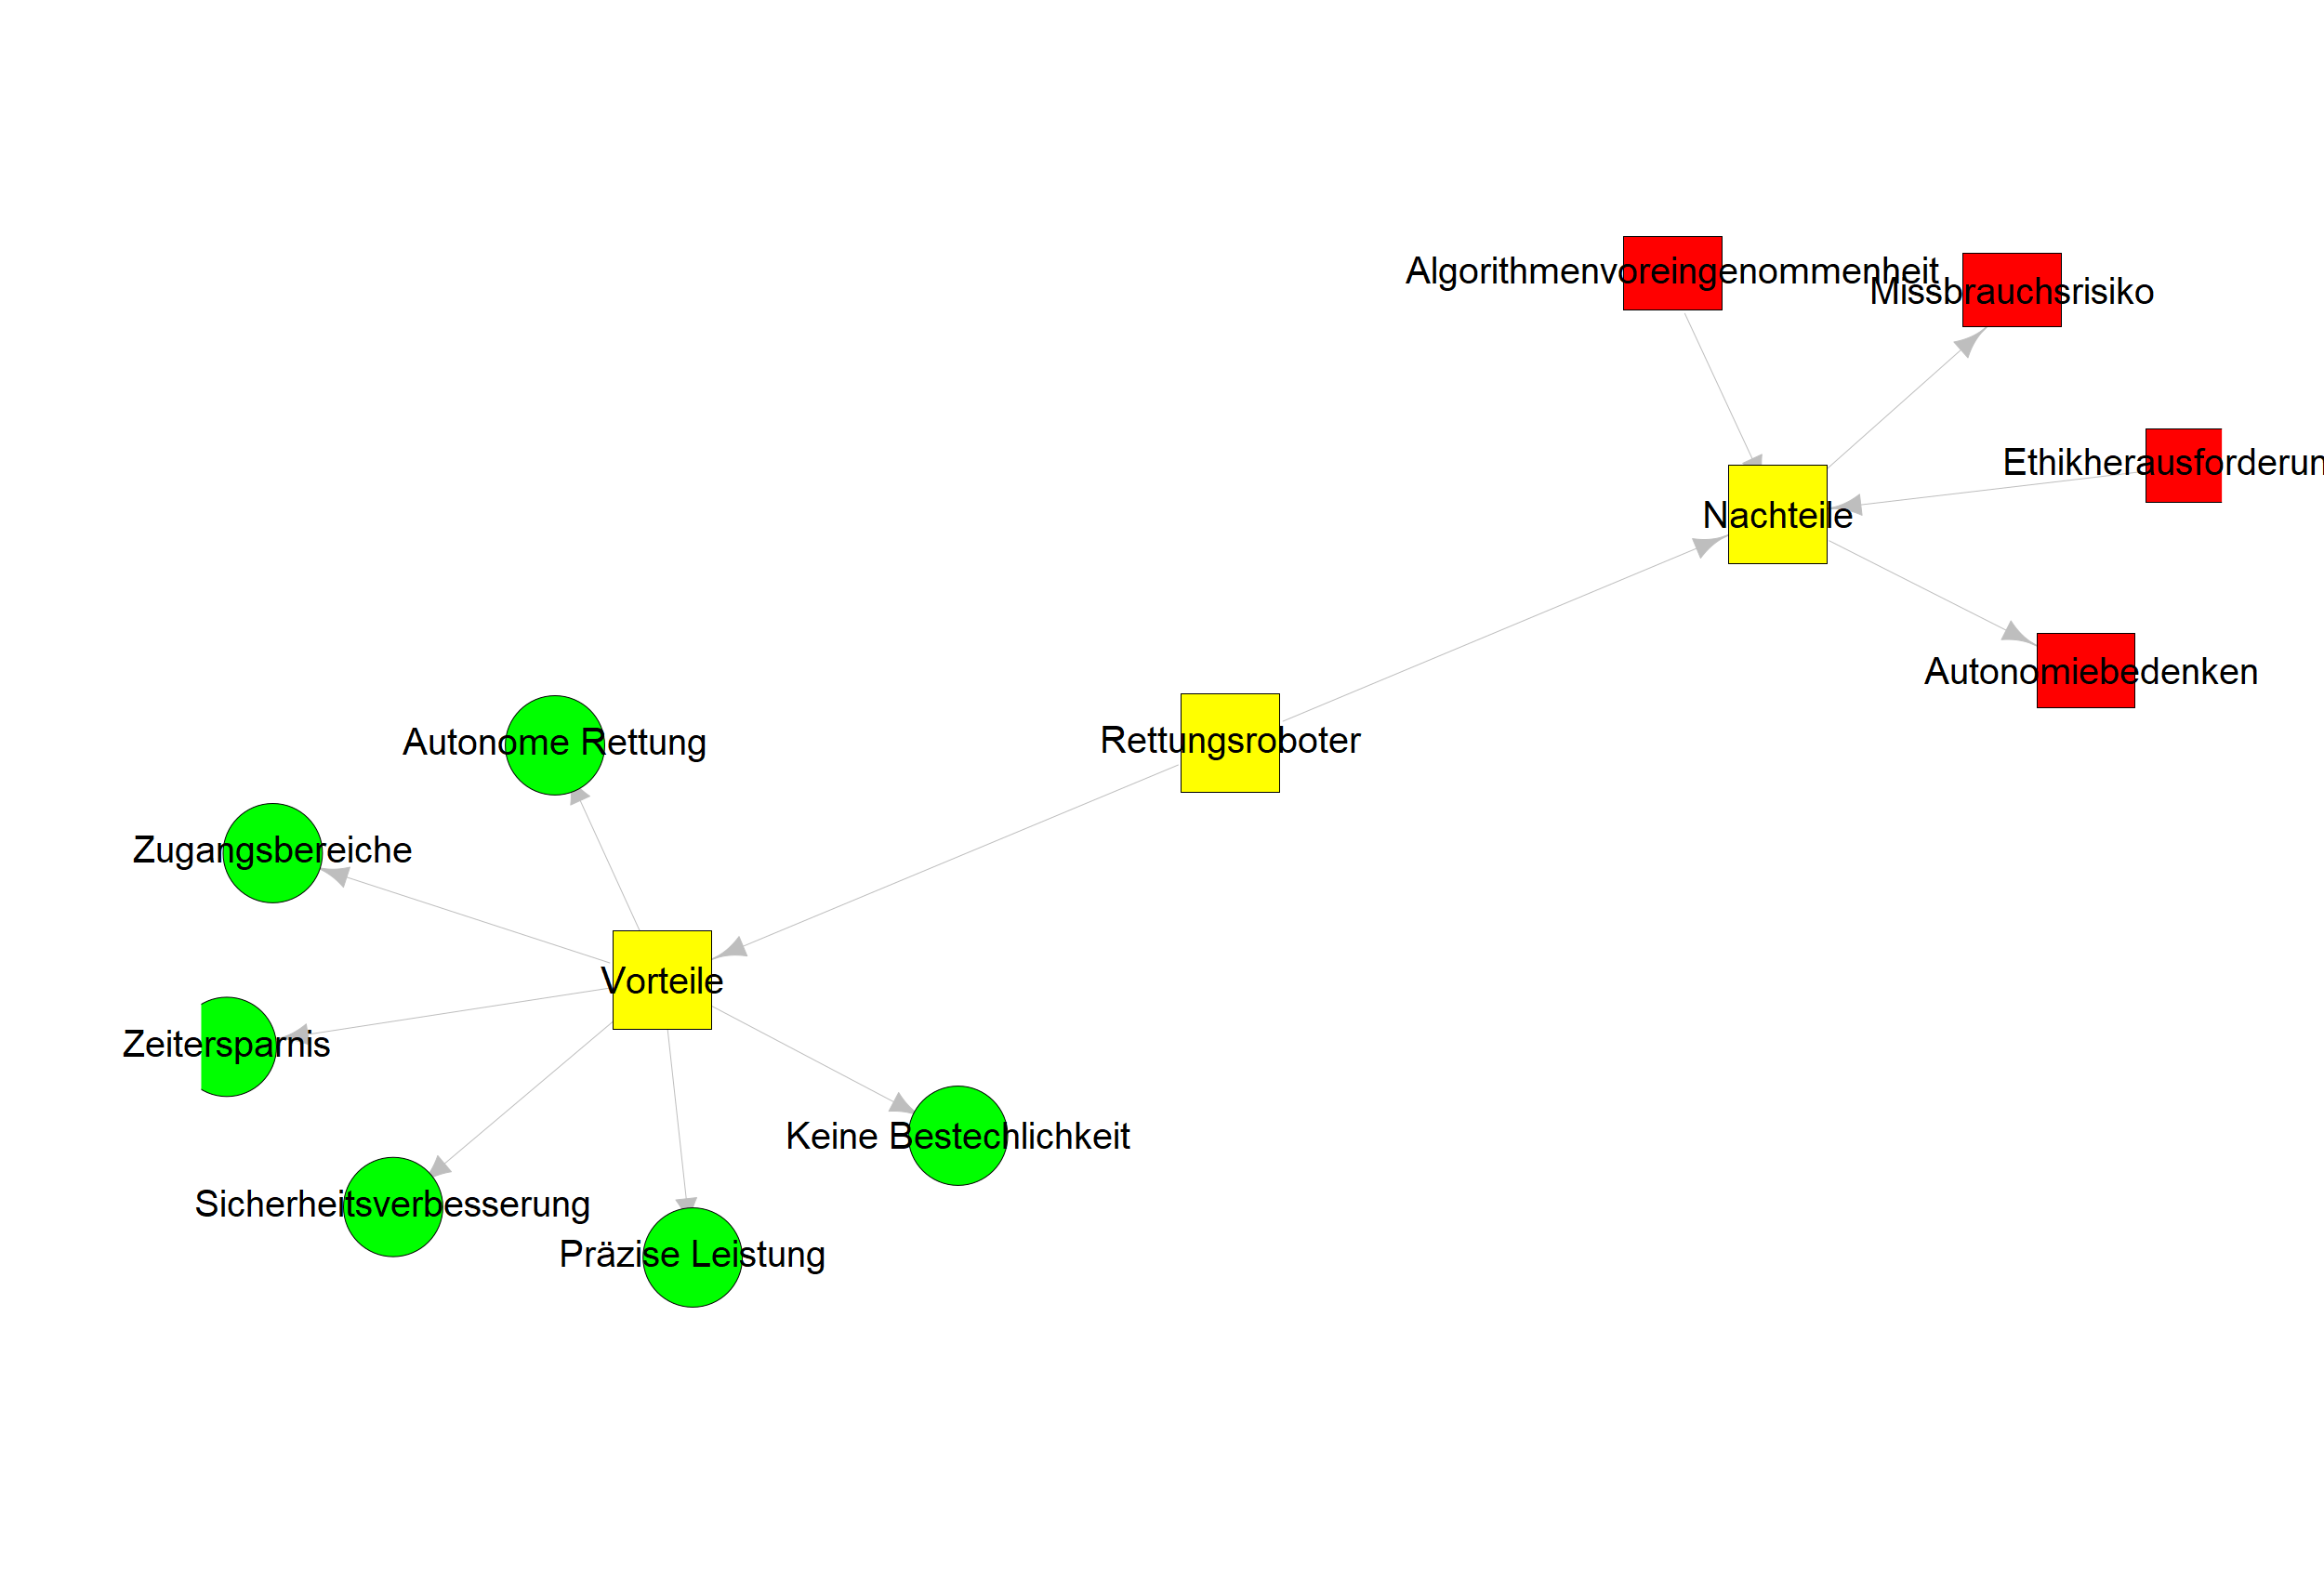 Algorithmenvoreingenommenheit
Missbrauchsrisiko
Ethikherausforderun
Nachteile
Autonomiebedenken
Rettungsroboter
Autonome Rettung
Zugangsbereiche
Vorteile
Zeitersparnis
Keine Bestechlichkeit
Sicherheitsverbesserung
Präzise Leistung